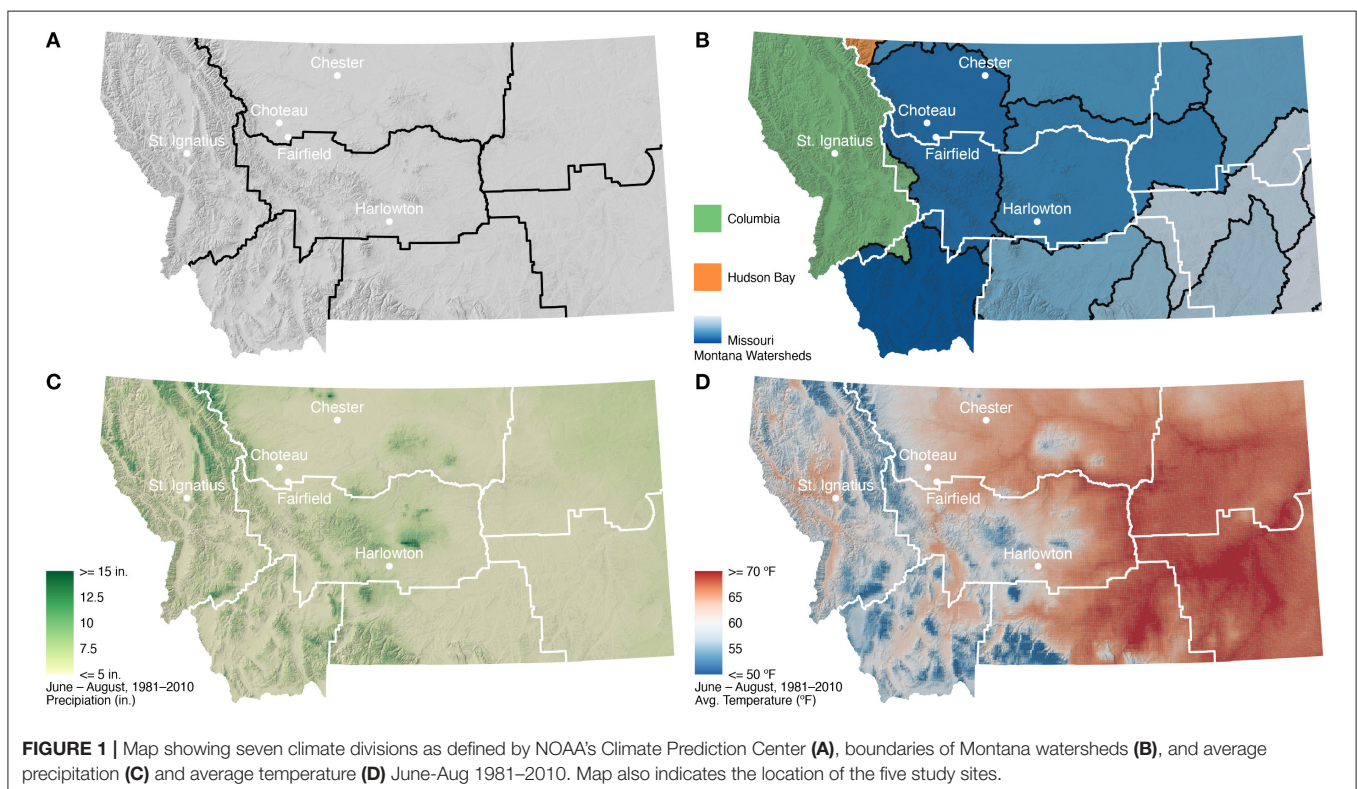 A
Chester
Choteau
St. Ignatius
Fairfield
Harlowton
B
Chester
Choteau
St. Ignatius
Fairfield
Harlowton
Columbia
Hudson Bay
Missouri
Montana Watersheds
C
Chester
Choteau
St. Ignatius
Fairfield
Harlowton
>= 15 in.
12.5
10
7.5
<= 5 in.
June – August, 1981–2010
Precipiation (in.)
D
Chester
Choteau
St. Ignatius
Fairfield
Harlowton
>= 70 ºF
65
60
55
<= 50 ºF
June – August, 1981–2010
Avg. Temperature (ºF)
FIGURE 1 | Map showing seven climate divisions as defined by NOAA's Climate Prediction Center (A), boundaries of Montana watersheds (B), and average
precipitation (C) and average temperature (D) June-Aug 1981–2010. Map also indicates the location of the five study sites.